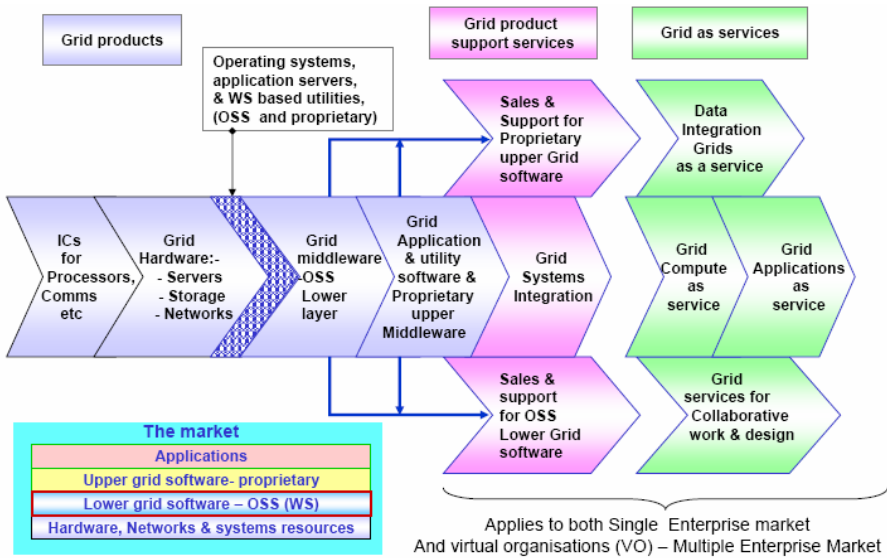 Grid products
Grid product
support services
Grid as services
Operating systems,
application servers,
& WS based utilities,
(OSS and proprietary)
Sales &
Support for
Proprietary
upper Grid
software
Data
Integration
Grids
as a service
ICs
for
Processors,
Comms
etc
Grid
Hardware:-
- Servers
- Storage
- Networks
Grid
middleware
-OSS
Lower
layer
Grid
Application
& utility
software &
Proprietary
upper
Middleware
Grid
Systems
Integration
Grid
Compute
as
service
Grid
Applications
as
service
Sales &
support
for OSS
Lower Grid
software
Grid
services for
Collaborative
work & design
The market
Applications
Upper grid software- proprietary
Lower grid software – OSS (WS)
Hardware, Networks & systems resources
Applies to both Single Enterprise market
And virtual organisations (VO) – Multiple Enterprise Market